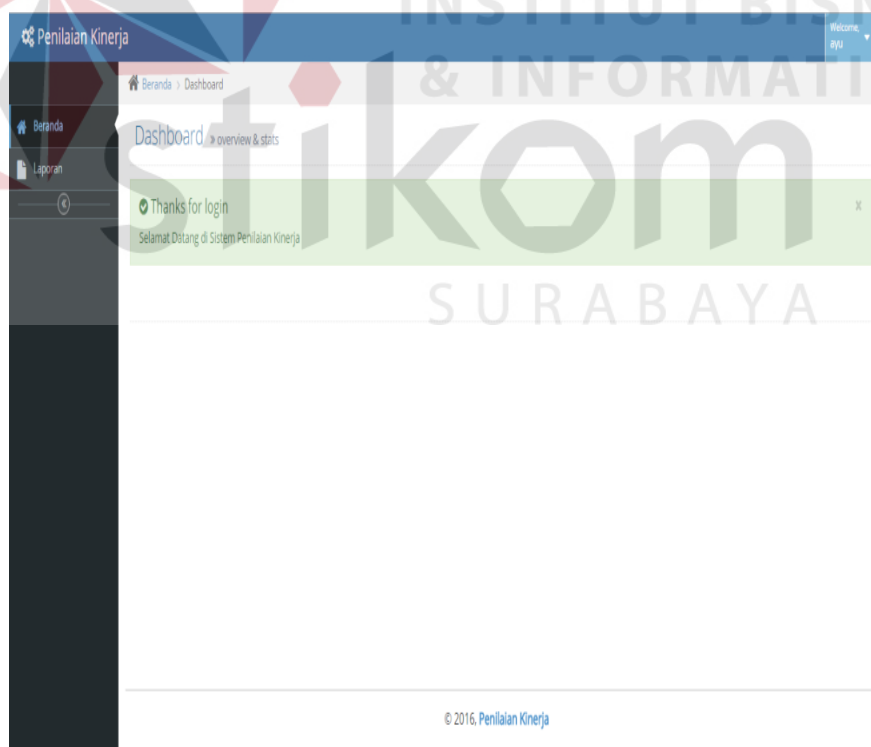 INSTITUT BISN
Penilaian Kinerja
Welcome,
ayu
& INFORMATI
Beranda > Dashboard
Beranda
Dashboard » overview & stats
Laporan
stikom
Thanks for login
x
Selamat Datang di Sistem Penilaian Kinerja
SURABAYA
© 2016, Penilaian Kinerja